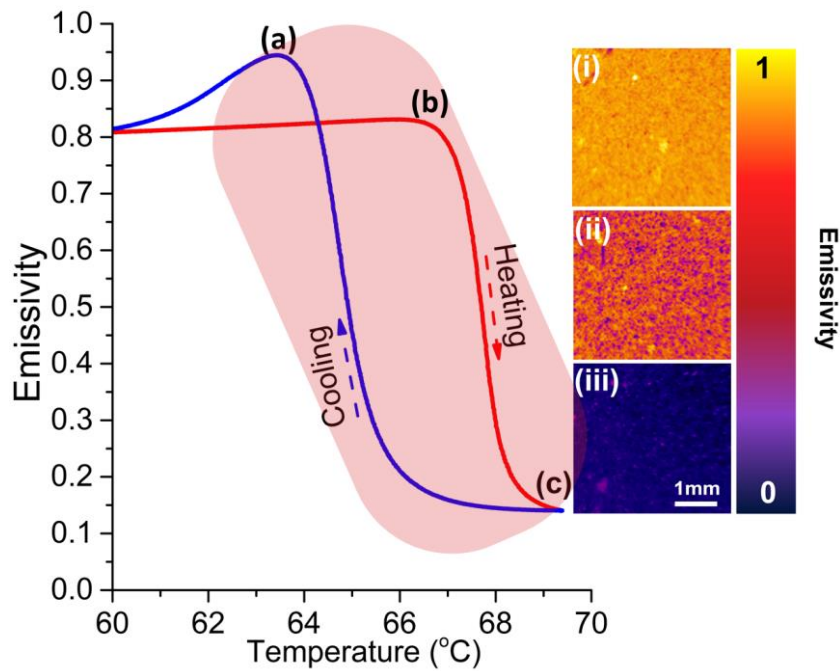 1.0
0.9
0.8
0.7
0.6
0.5
0.4
0.3
0.2
0.1
0.0
Emissivity
60
62
64
66
68
70
Temperature (°C)
(a)
(b)
(c)
Heating
Cooling
(i)
(ii)
(iii)
1mm
1
0
Emissivity